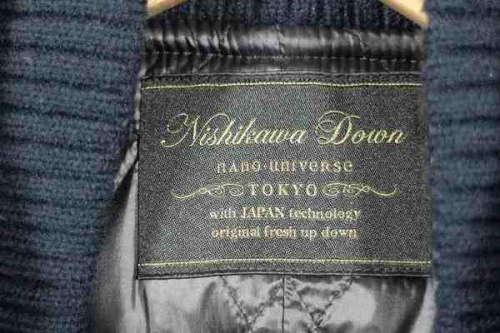 Nishikawa Down
nano·universe
TOKYO
with JAPAN technology
original fresh up down